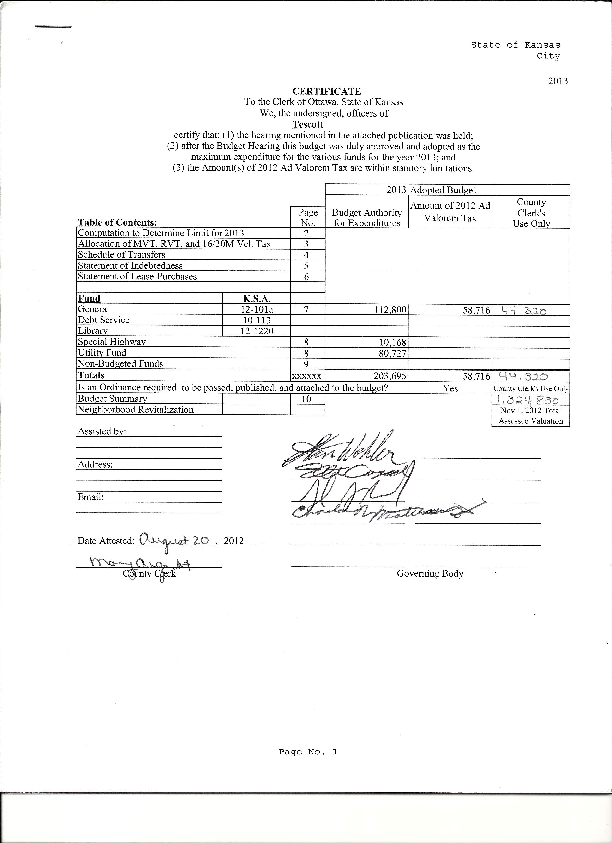 State of Kansas
City
2013
CERTIFICATE
To the Clerk of Ottawa, State of Kansas
We, the undersigned, officers of
Tescott
certify that: (1) the hearing mentioned in the attached publication was held;
(2) after the Budget Hearing this budget was duly approved and adopted as the
maximum expenditure for the various funds for the year 2013; and
(3) the Amount(s) of 2012 Ad Valorem Tax are within statutory limitations.
2013 Adopted Budget
Table of Contents: Page No. Budget Authority for Expenditures Amount of 2012 Ad Valorem Tax County Clerk's Use Only
Computation to Determine Limit for 2013 2
Allocation of MVT, RVT, and 16/20M Veh. Tax 3
Schedule of Transfers 4
Statement of Indebtedness 5
Statement of Lease Purchases 6
Fund K.S.A.
General 12-101a 7 112,800 58,716
Debt Service 10-113
Library 12-1220
Special Highway 8 10,168
Utility Fund 8 80,727
Non-Budgeted Funds 9
Totals xxxxxx 203,695 58,716
Is an Ordinance required to be passed, published, and attached to the budget? Yes County Clerk's Use Only
Budget Summary 10
Neighborhood Revitalization
Nov. 1, 2012 Total
Assessed Valuation
Assisted by:
Address:
Email:
Date Attested: August 20, 2012
County Clerk
Governing Body
Page No. 1